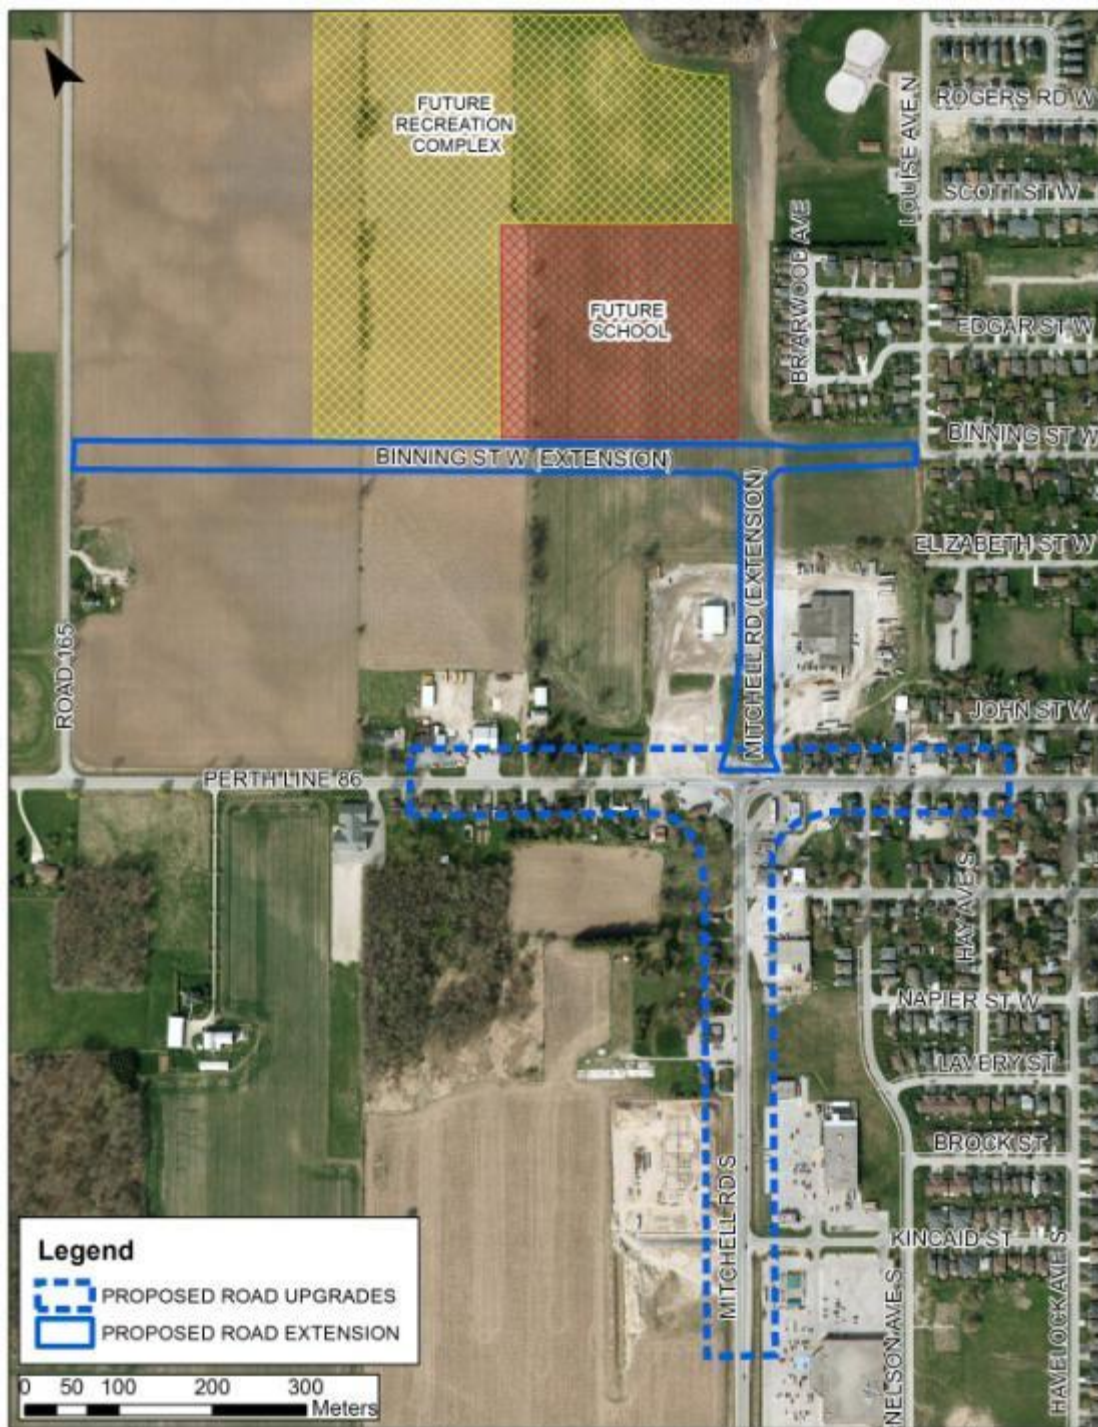 N
FUTURE
RECREATION
COMPLEX
ROGERS RD W
LOUISE AVE N
SCOTT ST W
BRIARWOOD AVE
FUTURE
SCHOOL
EDGAR ST W
BINNING ST W
BINNING ST W (EXTENSION)
MITCHELL RD (EXTENSION)
ELIZABETH ST W
ROAD 165
JOHN ST W
PERTH LINE 86
HAY AVE S
NAPIER ST W
LAVERY ST
BROCK ST
MITCHELL RD S
KINCAID ST
NELSON AVE S
HAVELOCK AVE S
Legend
PROPOSED ROAD UPGRADES
PROPOSED ROAD EXTENSION
0 50 100 200 300
Meters